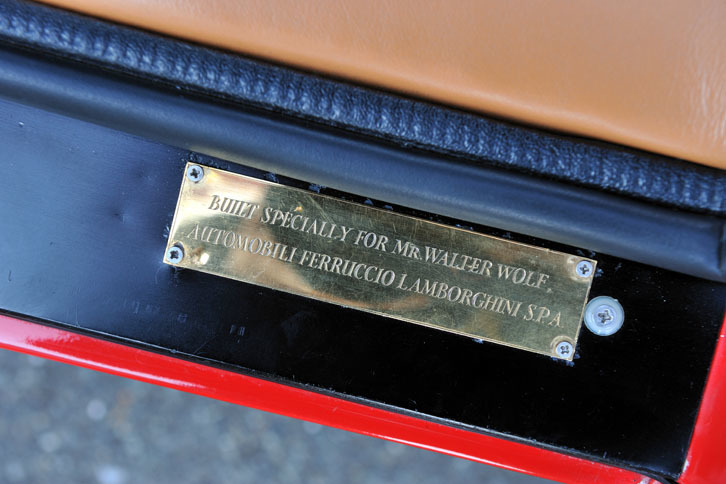 BUILT SPECIALLY FOR MR.WALTER WOLF.
AUTOMOBILI FERRUCCIO LAMBORGHINI S.P.A